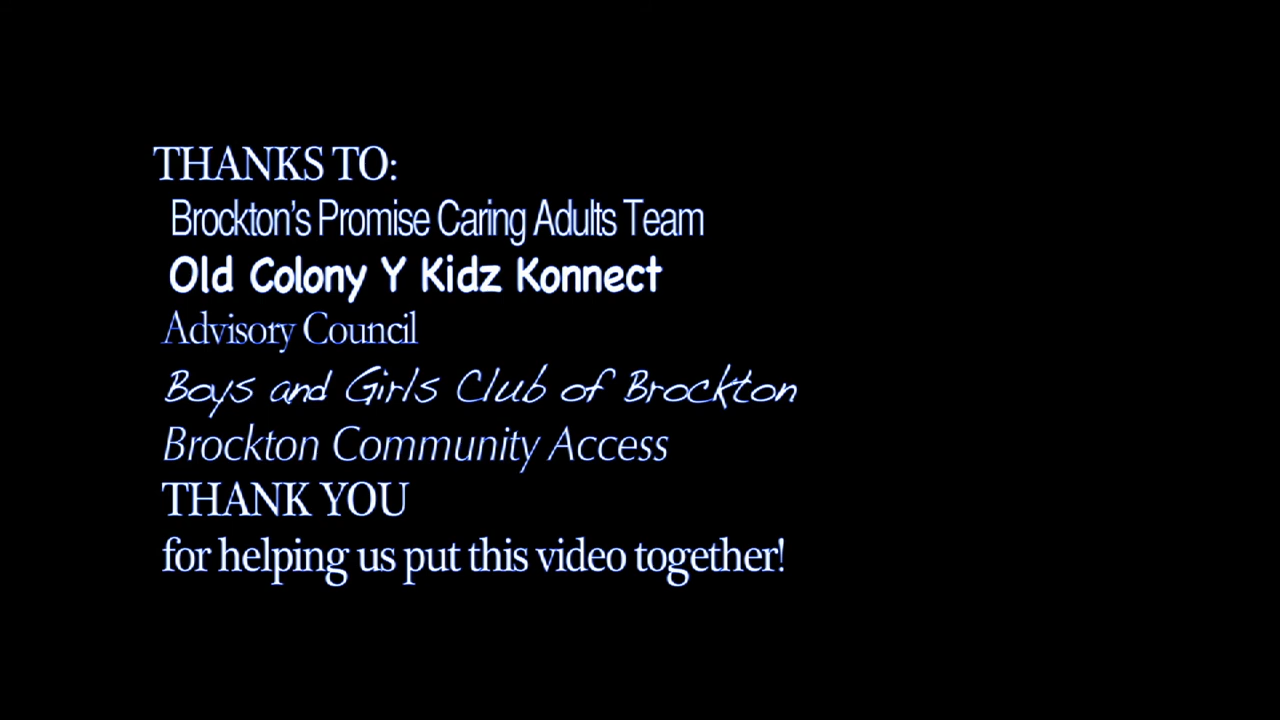 THANKS TO:
Brockton's Promise Caring Adults Team
Old Colony Y Kidz Konnect
Advisory Council
Boys and Girls Club of Brockton
Brockton Community Access
THANK YOU
for helping us put this video together!